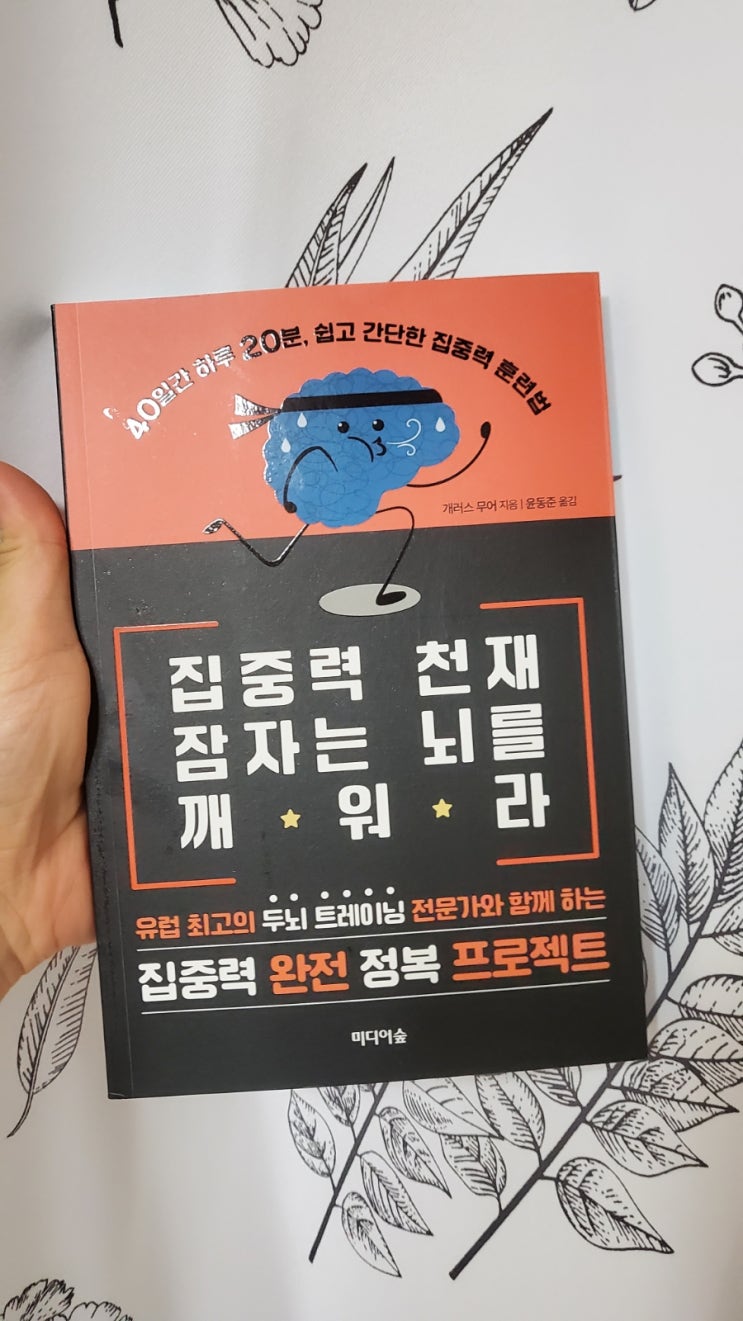 40일간 하루 20분, 쉽고 간단한 집중력 훈련법
개러스 무어 지음 | 윤동준 옮김
집중력 천재
잠자는 뇌를
깨워라
유럽 최고의 두뇌 트레이닝 전문가와 함께 하는
집중력 완전 정복 프로젝트
미디어숲